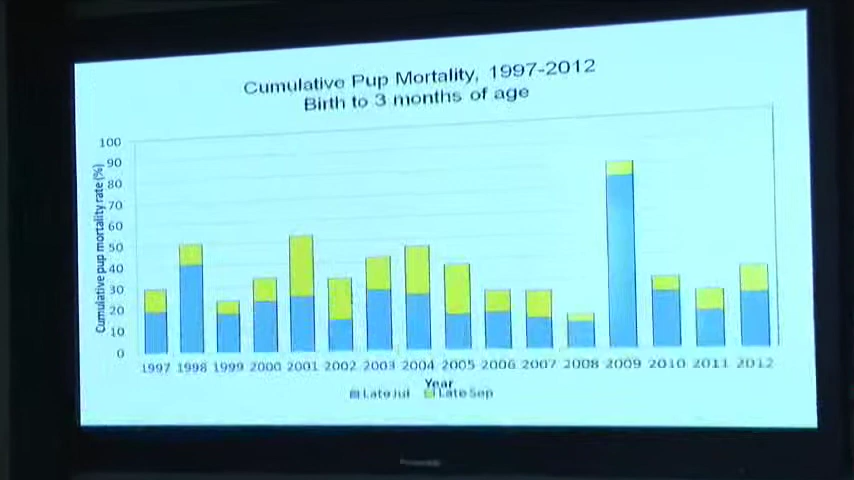 Cumulative Pup Mortality, 1997-2012
Birth to 3 months of age
Cumulative pup mortality rate (%)
100
90
80
70
60
50
40
30
20
10
0
1997 1998 1999 2000 2001 2002 2003 2004 2005 2006 2007 2008 2009 2010 2011 2012
Year
Late Jul Late Sep